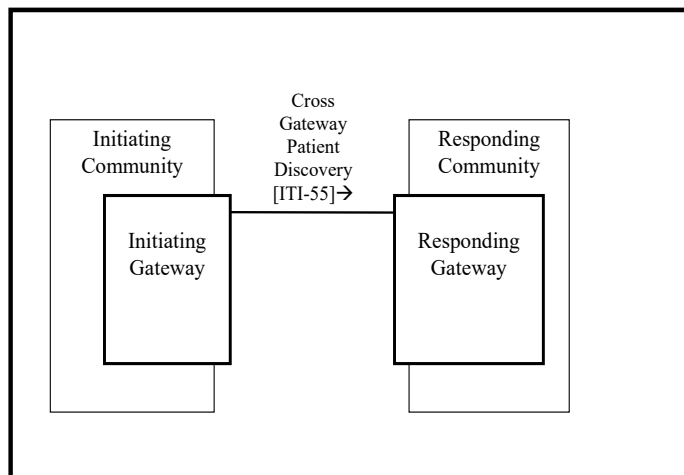 Cross
Gateway
Patient
Discovery
[ITI-55]→
Initiating
Community
Responding
Community
Initiating
Gateway
Responding
Gateway